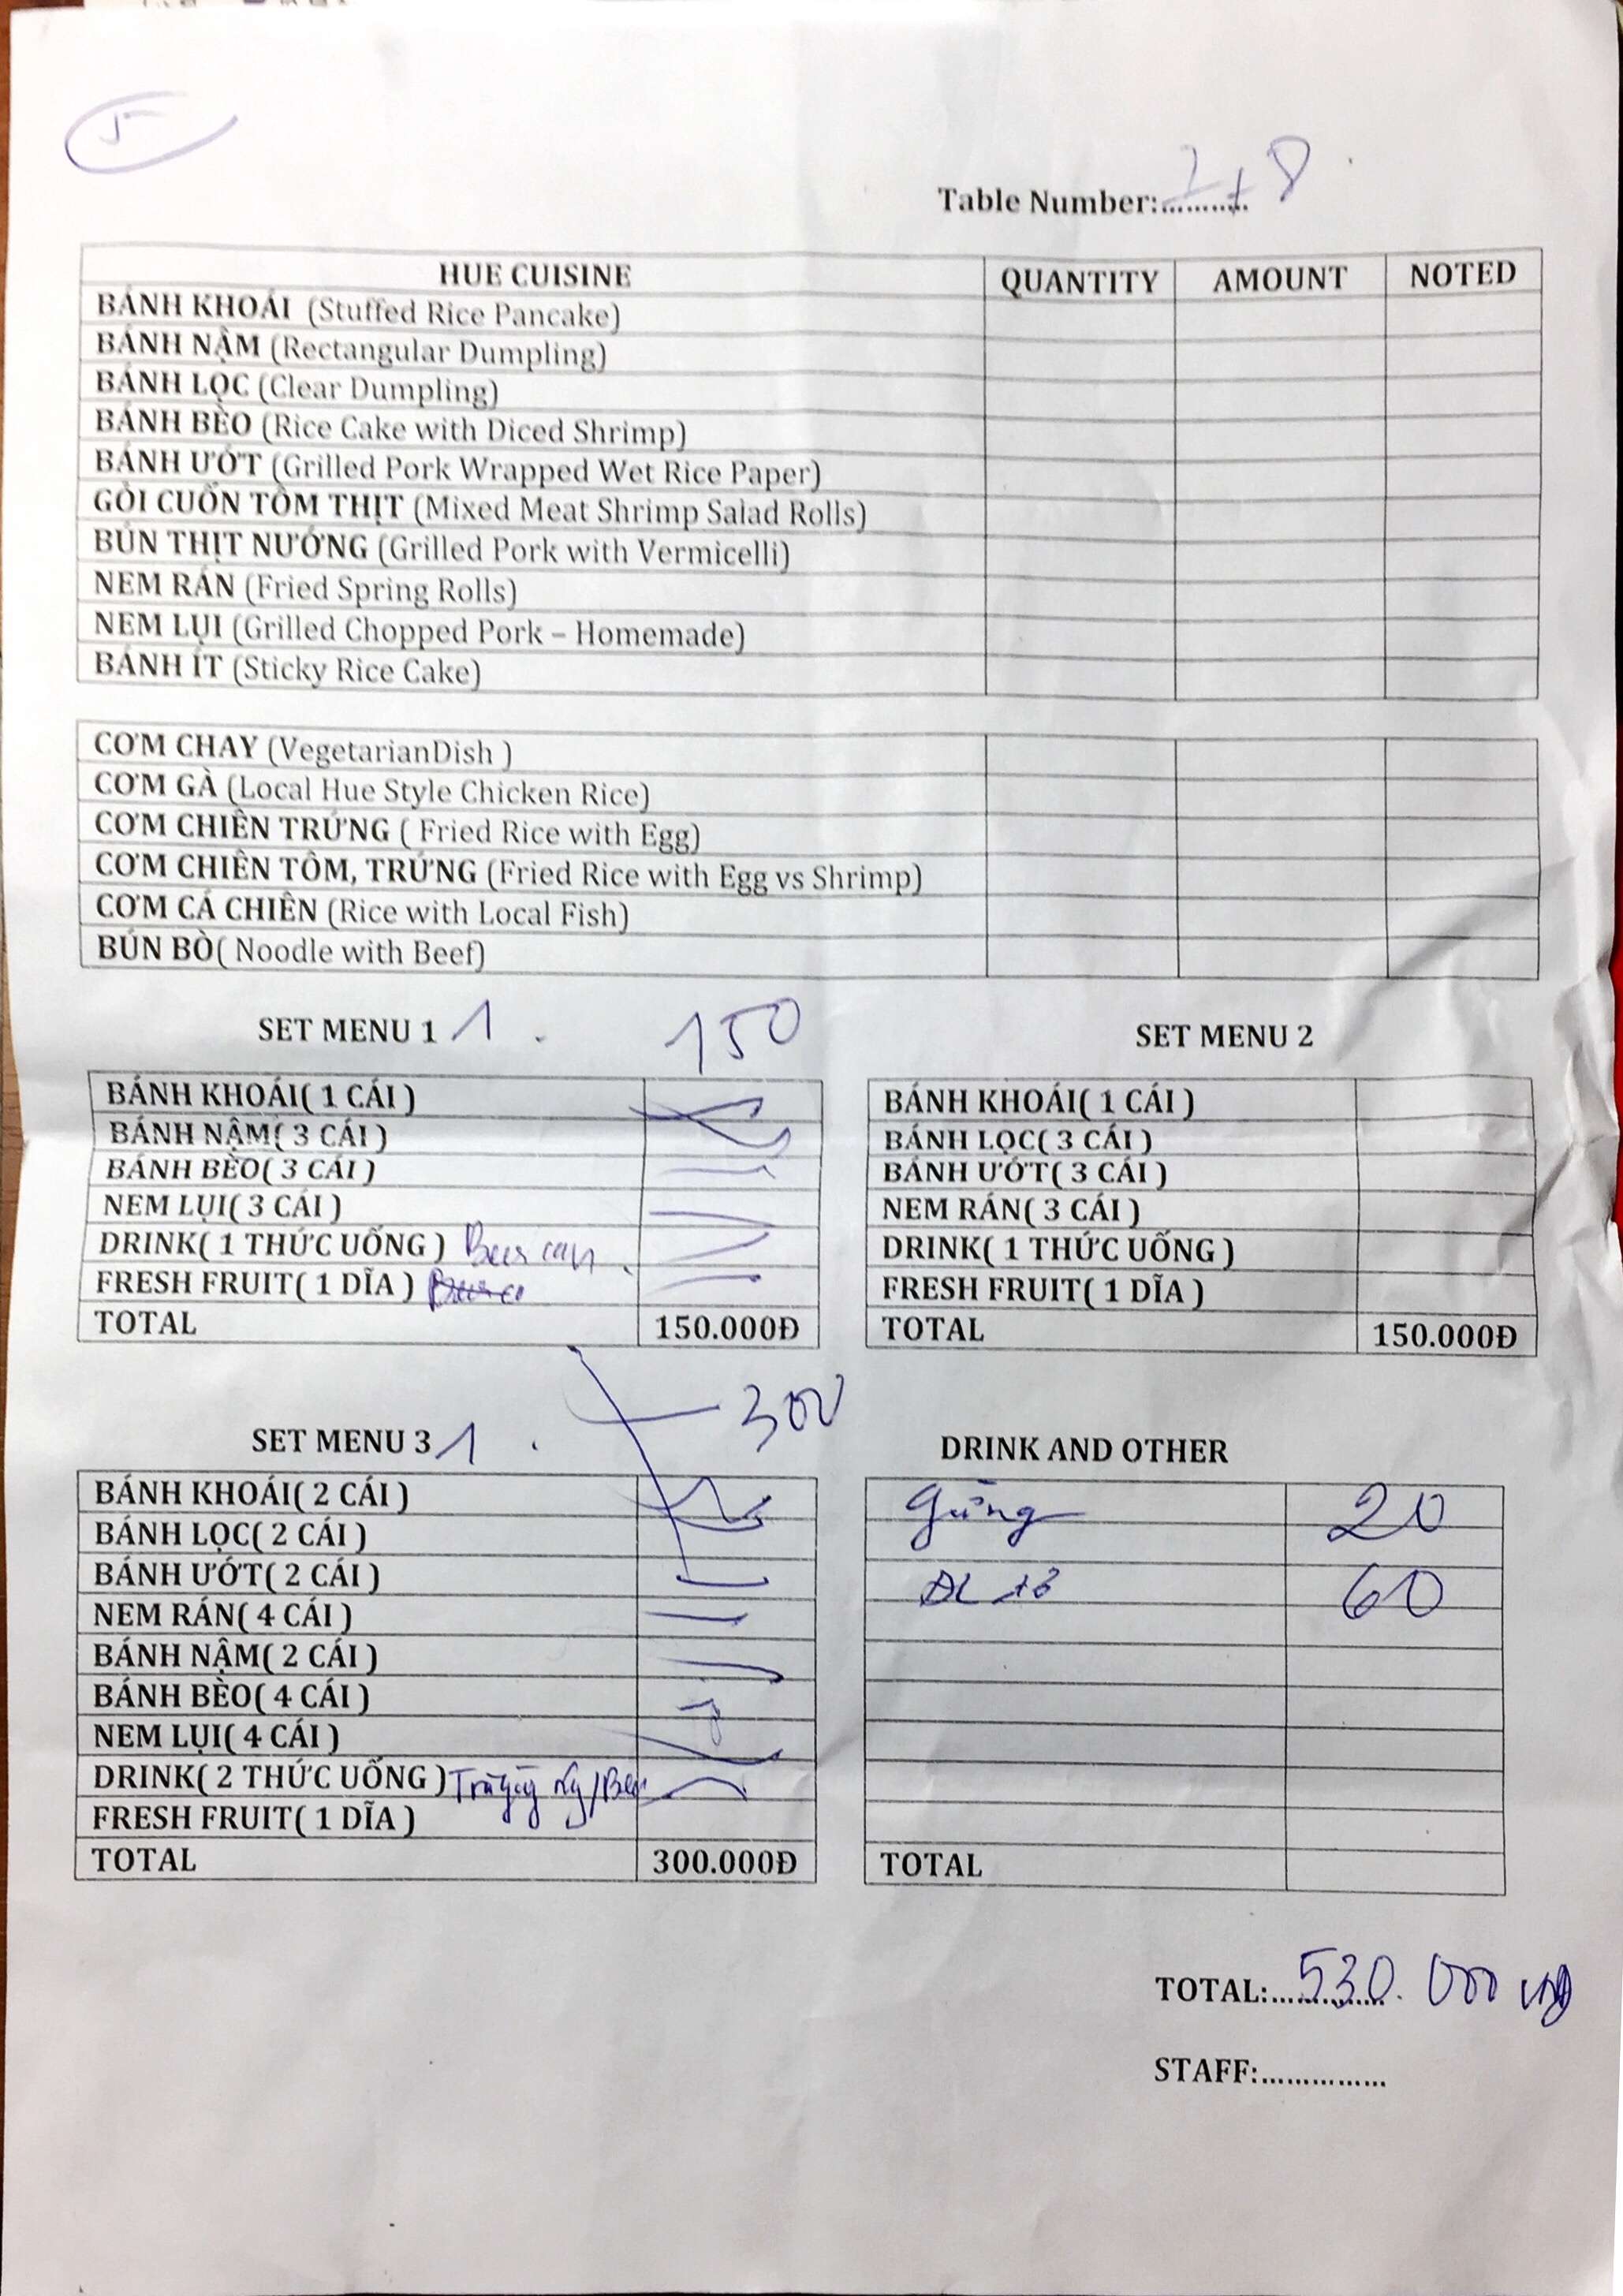 5
Table Number:...........
HUE CUISINE QUANTITY AMOUNT NOTED
BÁNH KHOÁI (Stuffed Rice Pancake)
BÁNH NẬM (Rectangular Dumpling)
BÁNH LỌC (Clear Dumpling)
BÁNH BÈO (Rice Cake with Diced Shrimp)
BÁNH ƯỚT (Grilled Pork Wrapped Wet Rice Paper)
GỎI CUỐN TÔM THỊT (Mixed Meat Shrimp Salad Rolls)
BÚN THỊT NƯỚNG (Grilled Pork with Vermicelli)
NEM RÁN (Fried Spring Rolls)
NEM LỤI (Grilled Chopped Pork – Homemade)
BÁNH ÍT (Sticky Rice Cake)
CƠM CHAY (VegetarianDish )
CƠM GÀ (Local Hue Style Chicken Rice)
CƠM CHIÊN TRỨNG ( Fried Rice with Egg)
CƠM CHIÊN TÔM, TRỨNG (Fried Rice with Egg vs Shrimp)
CƠM CÁ CHIÊN (Rice with Local Fish)
BÚN BÒ( Noodle with Beef)
SET MENU 1 1 . 150
BÁNH KHOÁI( 1 CÁI )
BÁNH NẬM( 3 CÁI )
BÁNH BÈO( 3 CÁI )
NEM LỤI( 3 CÁI )
DRINK( 1 THỨC UỐNG )
FRESH FRUIT( 1 DĨA )
TOTAL 150.000Đ
SET MENU 2
BÁNH KHOÁI( 1 CÁI )
BÁNH LỌC( 3 CÁI )
BÁNH ƯỚT( 3 CÁI )
NEM RÁN( 3 CÁI )
DRINK( 1 THỨC UỐNG )
FRESH FRUIT( 1 DĨA )
TOTAL 150.000Đ
SET MENU 3 1 . 300
BÁNH KHOÁI( 2 CÁI )
BÁNH LỌC( 2 CÁI )
BÁNH ƯỚT( 2 CÁI )
NEM RÁN( 4 CÁI )
BÁNH NẬM( 2 CÁI )
BÁNH BÈO( 4 CÁI )
NEM LỤI( 4 CÁI )
DRINK( 2 THỨC UỐNG )
FRESH FRUIT( 1 DĨA )
TOTAL 300.000Đ
DRINK AND OTHER
gừng 20
60
TOTAL
TOTAL:............... 530.000 VND
STAFF:...............